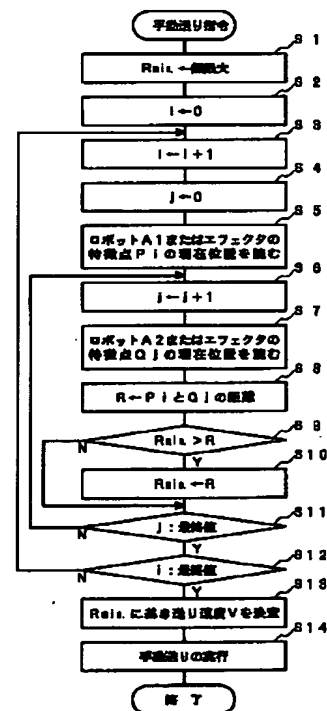 手動送り指令
S1
Rmin. ←個最大
S2
i←0
S3
i←i+1
S4
j←0
S5
ロボットA1またはエフェクタの
特徴点Piの現在位置を読む
S6
j←j+1
S7
ロボットA2またはエフェクタの
特徴点Qjの現在位置を読む
S8
R←PiとQjの距離
S9
Rmin. >R
N
Y
S10
Rmin. ←R
S11
j:最終値
Y
S12
i:最終値
N
Y
S13
Rmin. に基き送り速度Vを決定
S14
手動送りの実行
終 了